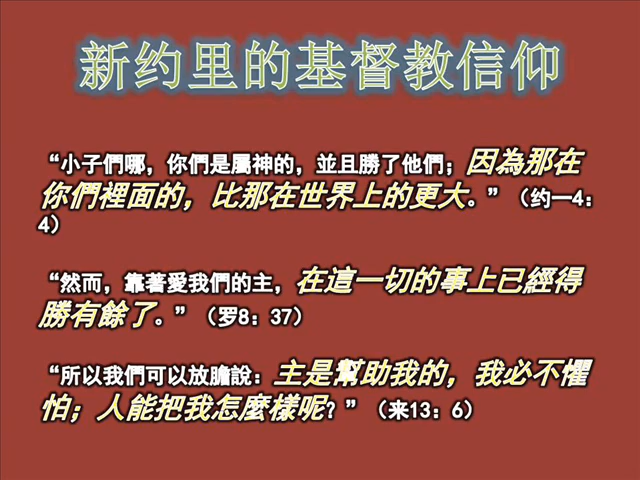 新约里的基督教信仰
“小子們哪，你們是屬神的，並且勝了他們；因為那在
你們裡面的，比那在世界上的更大。”（约一4：
4）
“然而，靠著愛我們的主，在這一切的事上已經得
勝有餘了。”（罗8：37）
“所以我們可以放膽說：主是幫助我的，我必不懼
怕；人能把我怎麼樣呢？”（来13：6）